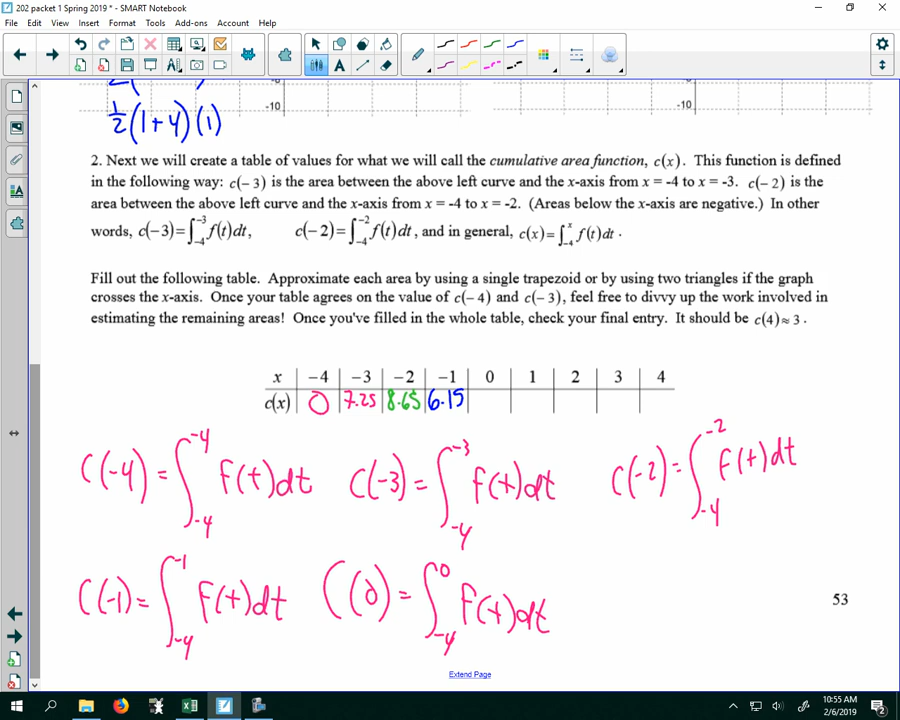 202 packet 1 Spring 2019 * - SMART Notebook
File Edit View Insert Format Tools Add-ons Account Help
-10
-10
½(1+4)(1)
2. Next we will create a table of values for what we will call the cumulative area function, c(x). This function is defined
in the following way: c(−3) is the area between the above left curve and the x-axis from x = -4 to x = -3. c(−2) is the
area between the above left curve and the x-axis from x = -4 to x = -2. (Areas below the x-axis are negative.) In other
words, c(−3)=∫₋₄⁻³ f(t)dt, c(−2)=∫₋₄⁻² f(t)dt, and in general, c(x)=∫₋₄ˣ f(t)dt.
Fill out the following table. Approximate each area by using a single trapezoid or by using two triangles if the graph
crosses the x-axis. Once your table agrees on the value of c(−4) and c(−3), feel free to divvy up the work involved in
estimating the remaining areas! Once you've filled in the whole table, check your final entry. It should be c(4)≈3.
x −4 −3 −2 −1 0 1 2 3 4
c(x) 0 7.25 8.65 6.15
C(-4)=∫₋₄⁻⁴ f(t)dt C(-3)=∫₋₄⁻³ f(t)dt C(-2)=∫₋₄⁻² f(t)dt
C(-1)=∫₋₄⁻¹ f(t)dt C(0)=∫₋₄⁰ f(t)dt
53
Extend Page
10:55 AM
2/6/2019